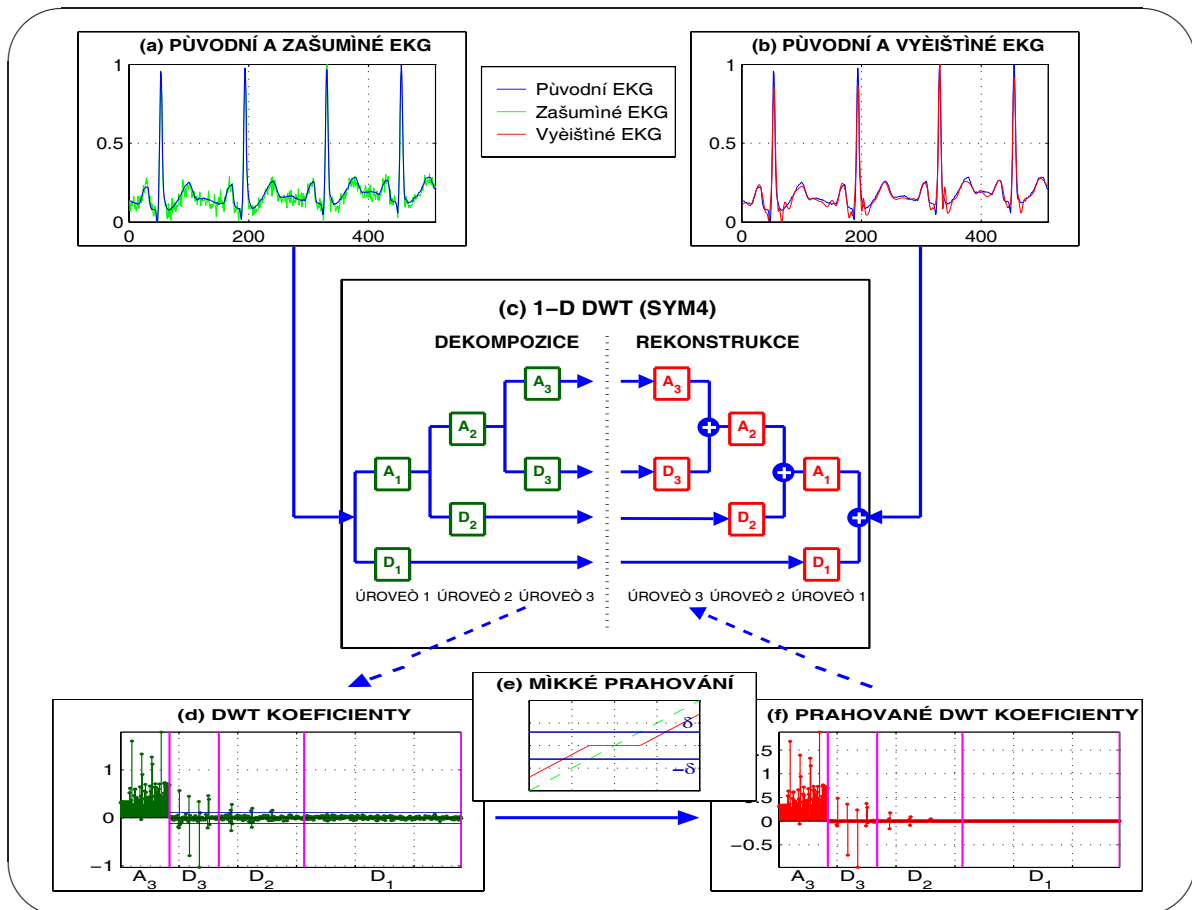 (a) PÙVODNÍ A ZAŠUMÌNÉ EKG
1
0.5
0
0
200
400
Pùvodní EKG
Zašumìné EKG
Vyèištìné EKG
(b) PÙVODNÍ A VYÈIŠTÌNÉ EKG
1
0.5
0
0
200
400
(c) 1–D DWT (SYM4)
DEKOMPOZICE
REKONSTRUKCE
A3
A3
A2
A2
A1
D3
D3
A1
D2
D2
D1
D1
ÚROVEÒ 1 ÚROVEÒ 2 ÚROVEÒ 3
ÚROVEÒ 3 ÚROVEÒ 2 ÚROVEÒ 1
(d) DWT KOEFICIENTY
1
0
−1
A3
D3
D2
D1
(e) MÌKKÉ PRAHOVÁNÍ
δ
−δ
(f) PRAHOVANÉ DWT KOEFICIENTY
.5
1
.5
0
−0.5
A3
D3
D2
D1